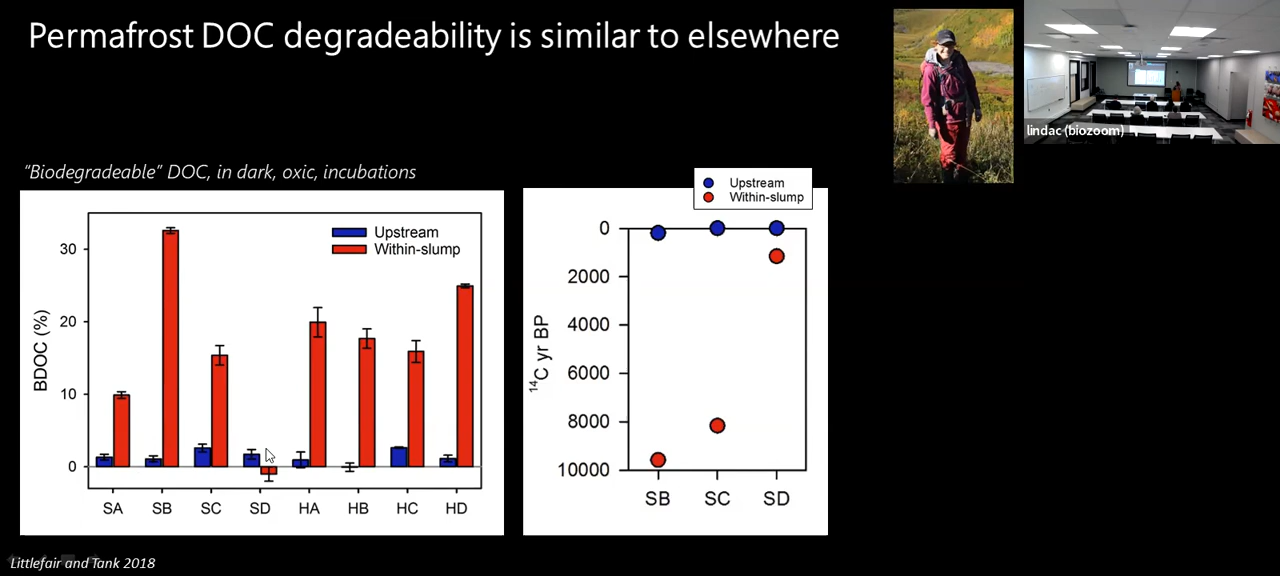 Permafrost DOC degradeability is similar to elsewhere
lindac (biozoom)
“Biodegradeable” DOC, in dark, oxic, incubations
Upstream
Within-slump
BDOC (%)
30
20
10
0
SA SB SC SD HA HB HC HD
Upstream
Within-slump
14C yr BP
0
2000
4000
6000
8000
10000
SB SC SD
Littlefair and Tank 2018